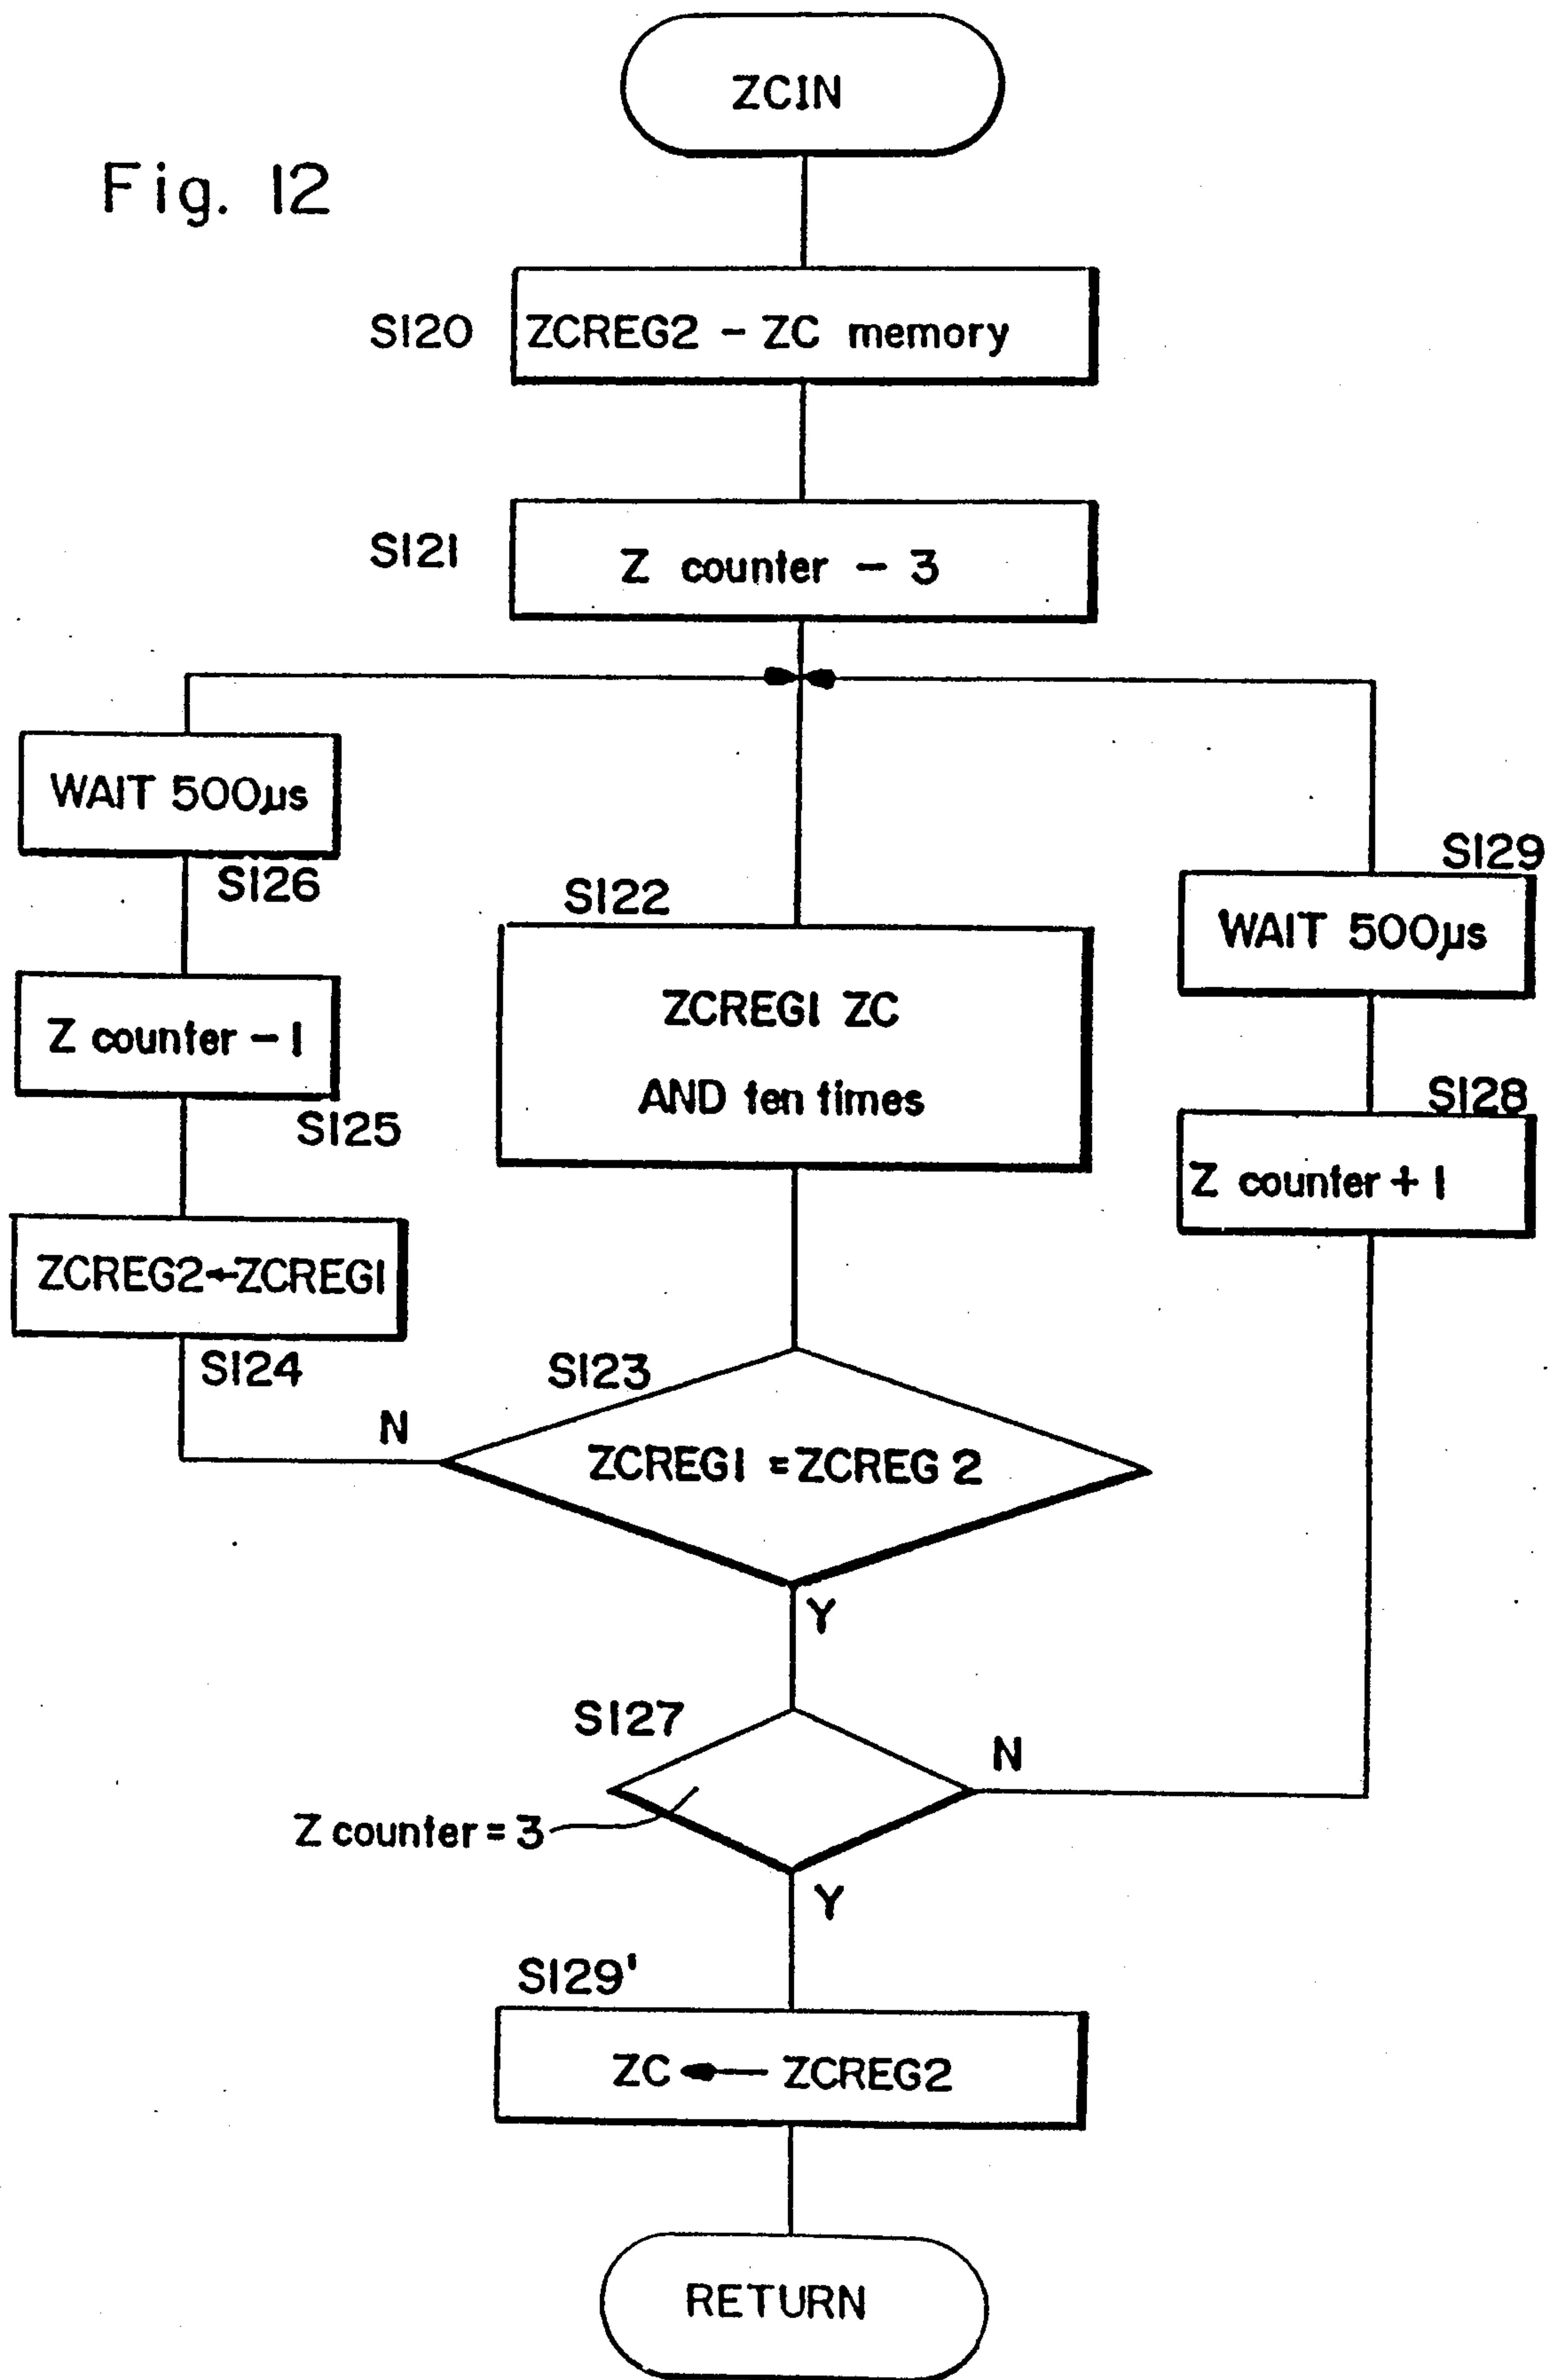 ZCIN
Fig. 12
S120
ZCREG2 - ZC memory
S121
Z counter - 3
WAIT 500µs
S126
S129
WAIT 500µs
S122
ZCREG1 ZC
AND ten times
Z counter - 1
S125
S128
Z counter + 1
ZCREG2←ZCREG1
S124
S123
N
ZCREG1 = ZCREG 2
Y
S127
N
Z counter = 3
Y
S129'
ZC ← ZCREG2
RETURN